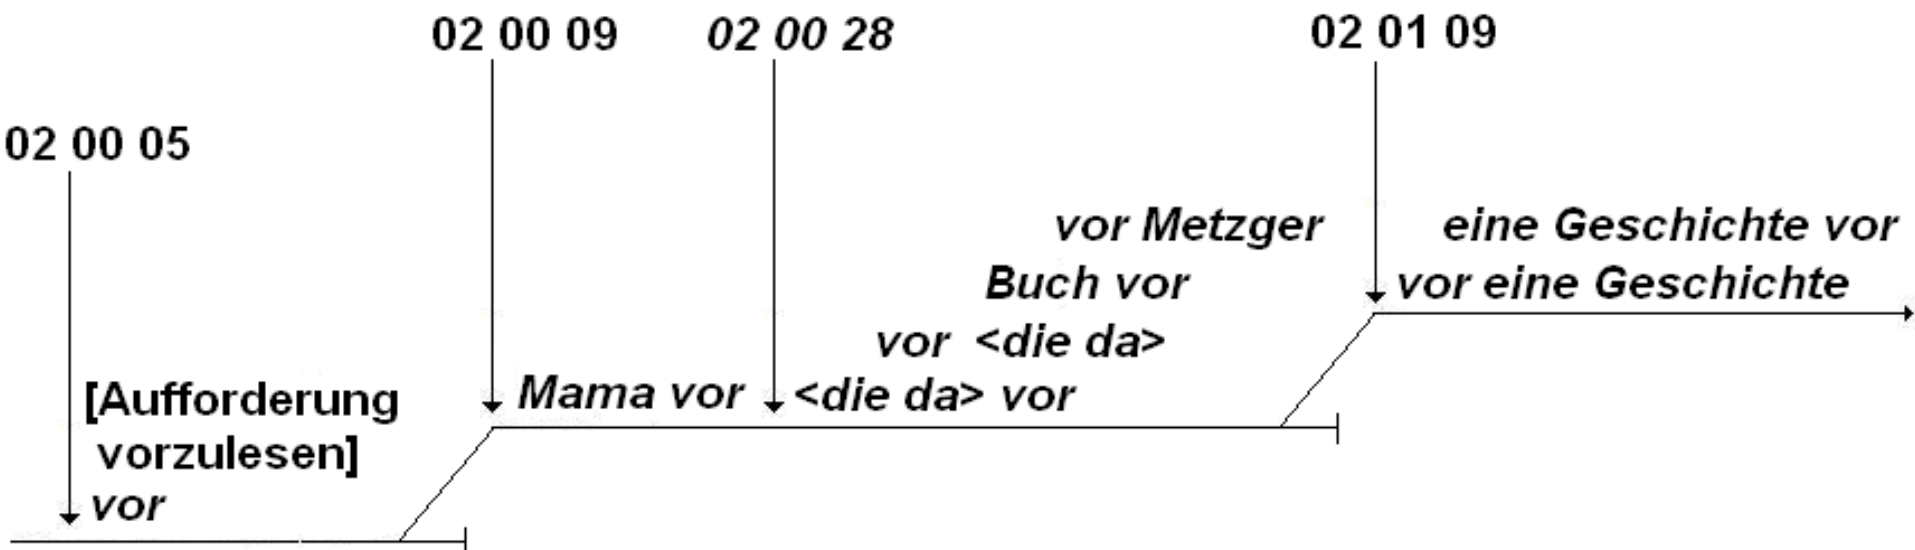 02 00 09
02 00 28
02 01 09
02 00 05
vor Metzger
eine Geschichte vor
Buch vor
vor eine Geschichte
vor <die da>
Mama vor
<die da> vor
[Aufforderung
vorzulesen]
vor